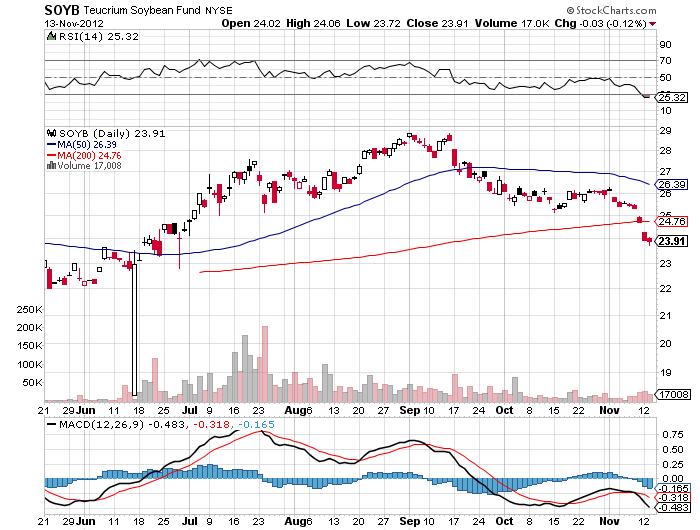 SOYB Teucrium Soybean Fund NYSE © StockCharts.com
13-Nov-2012 Open 24.02 High 24.06 Low 23.72 Close 23.91 Volume 17.0K Chg -0.03 (-0.12%)
RSI(14) 25.32
90
70
50
30
25.32
10
SOYB (Daily) 23.91
MA(50) 26.39
MA(200) 24.76
Volume 17,008
29
28
27
26.39
26
25
24.76
23.91
23
22
21
20
19
250K
200K
150K
100K
50K
17008
21 29 Jun 11 18 25 Jul 9 16 23 Aug 6 13 20 27 Sep 10 17 24 Oct 8 15 22 Nov 12
MACD(12,26,9) -0.483, -0.318, -0.165
0.75
0.50
0.25
0.00
-0.165
-0.318
-0.483
21 29 Jun 11 18 25 Jul 9 16 23 Aug 6 13 20 27 Sep 10 17 24 Oct 8 15 22 Nov 12